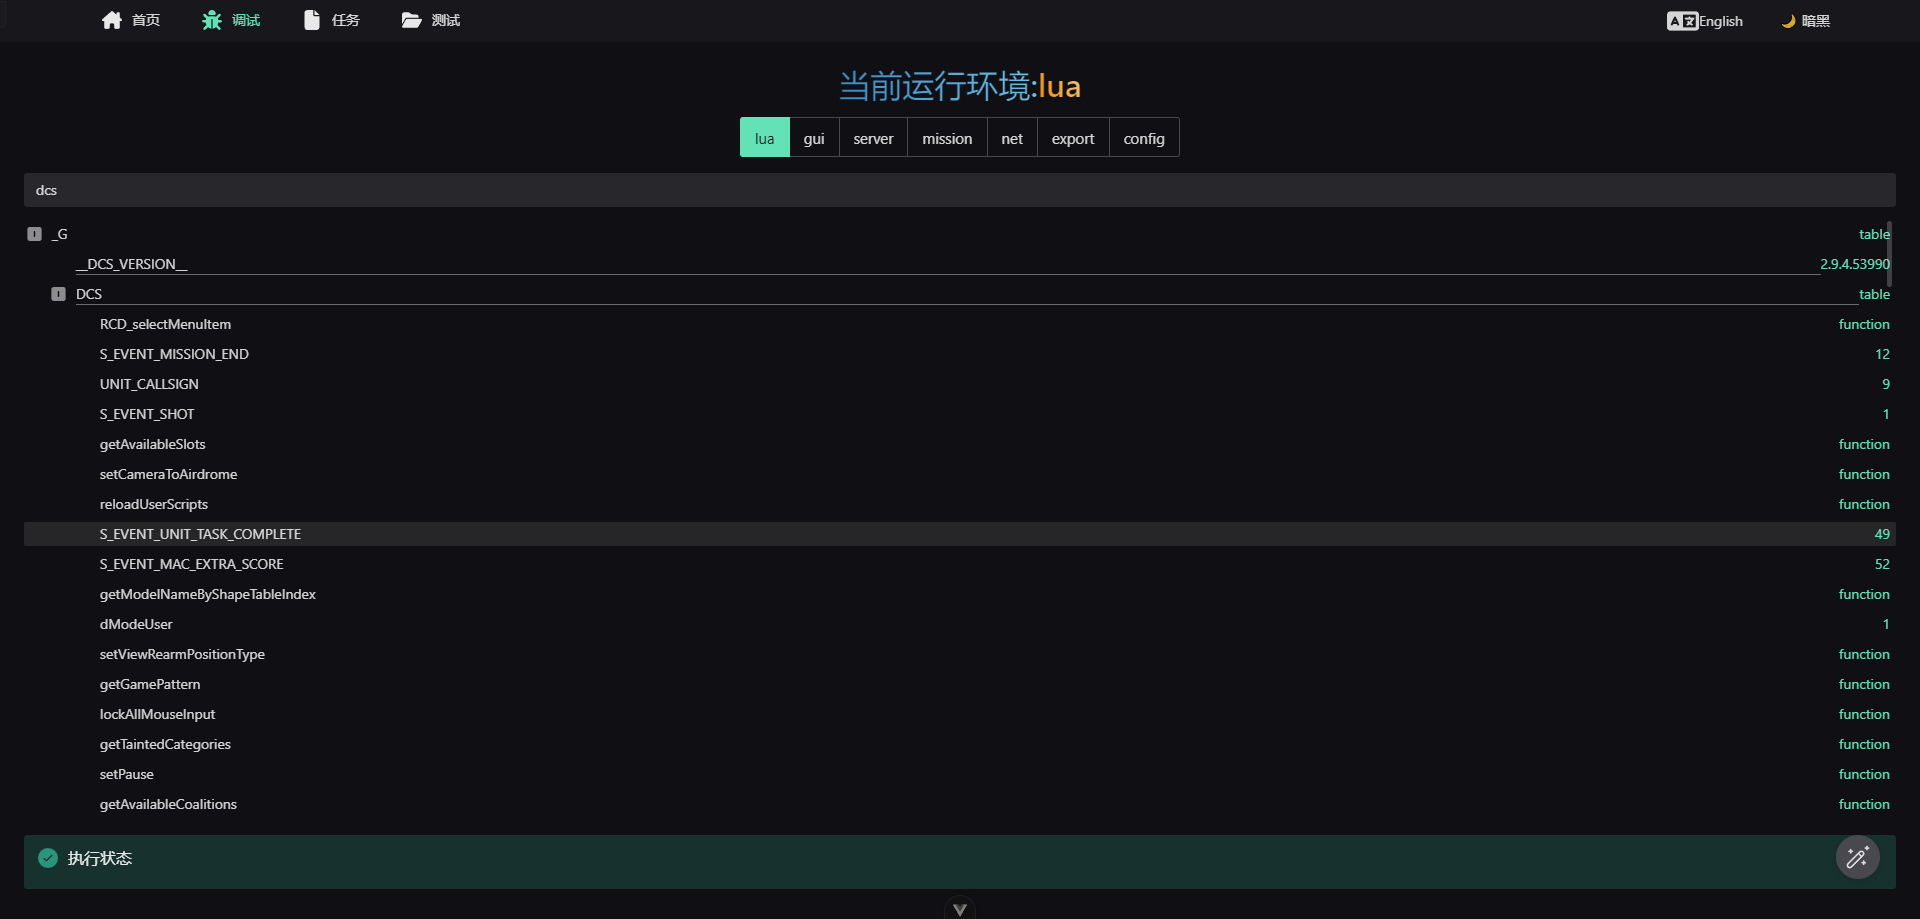 首页 调试 任务 测试 English 暗黑
当前运行环境:lua
lua gui server mission net export config
dcs
_G table
__DCS_VERSION__ 2.9.4.53990
DCS table
RCD_selectMenuItem function
S_EVENT_MISSION_END 12
UNIT_CALLSIGN 9
S_EVENT_SHOT 1
getAvailableSlots function
setCameraToAirdrome function
reloadUserScripts function
S_EVENT_UNIT_TASK_COMPLETE 49
S_EVENT_MAC_EXTRA_SCORE 52
getModelNameByShapeTableIndex function
dModeUser 1
setViewRearmPositionType function
getGamePattern function
lockAllMouseInput function
getTaintedCategories function
setPause function
getAvailableCoalitions function
执行状态